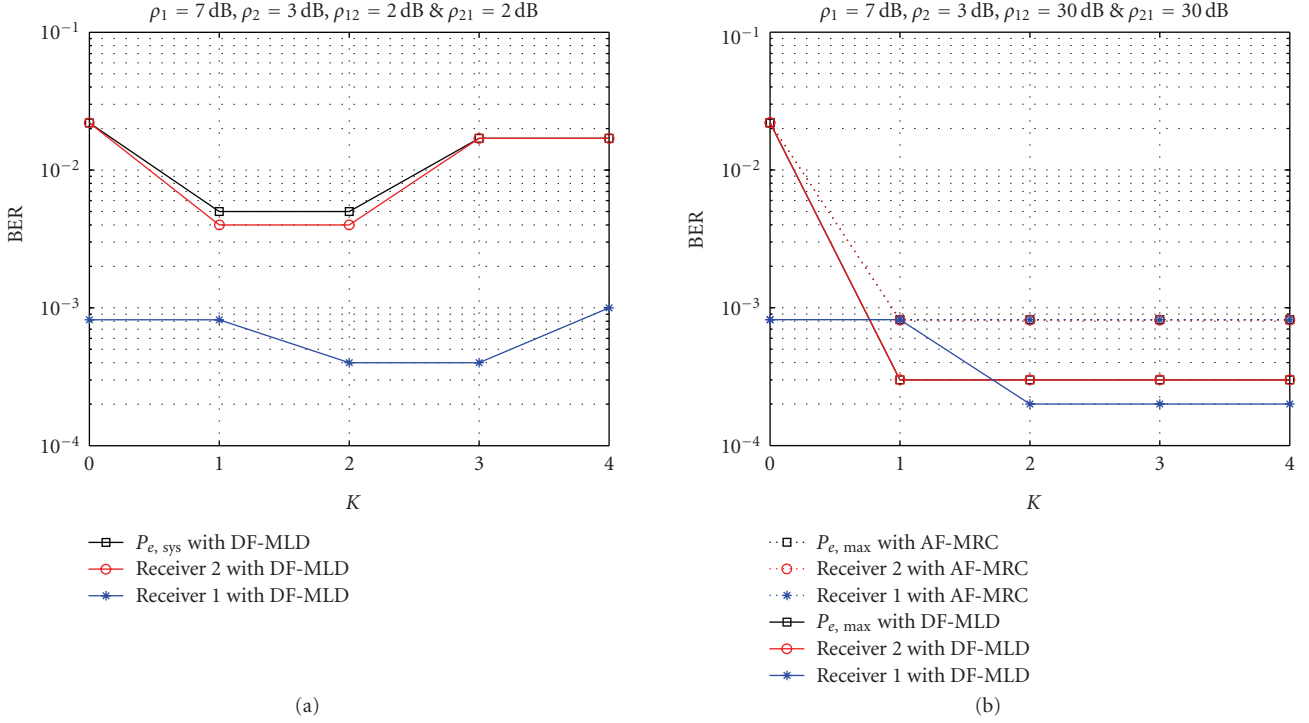 ρ₁ = 7 dB, ρ₂ = 3 dB, ρ₁₂ = 2 dB & ρ₂₁ = 2 dB
10⁻¹
10⁻²
10⁻³
10⁻⁴
BER
0 1 2 3 4
K
Pₑ, sys with DF-MLD
Receiver 2 with DF-MLD
Receiver 1 with DF-MLD
(a)
ρ₁ = 7 dB, ρ₂ = 3 dB, ρ₁₂ = 30 dB & ρ₂₁ = 30 dB
10⁻¹
10⁻²
10⁻³
10⁻⁴
BER
0 1 2 3 4
K
Pₑ, max with AF-MRC
Receiver 2 with AF-MRC
Receiver 1 with AF-MRC
Pₑ, max with DF-MLD
Receiver 2 with DF-MLD
Receiver 1 with DF-MLD
(b)